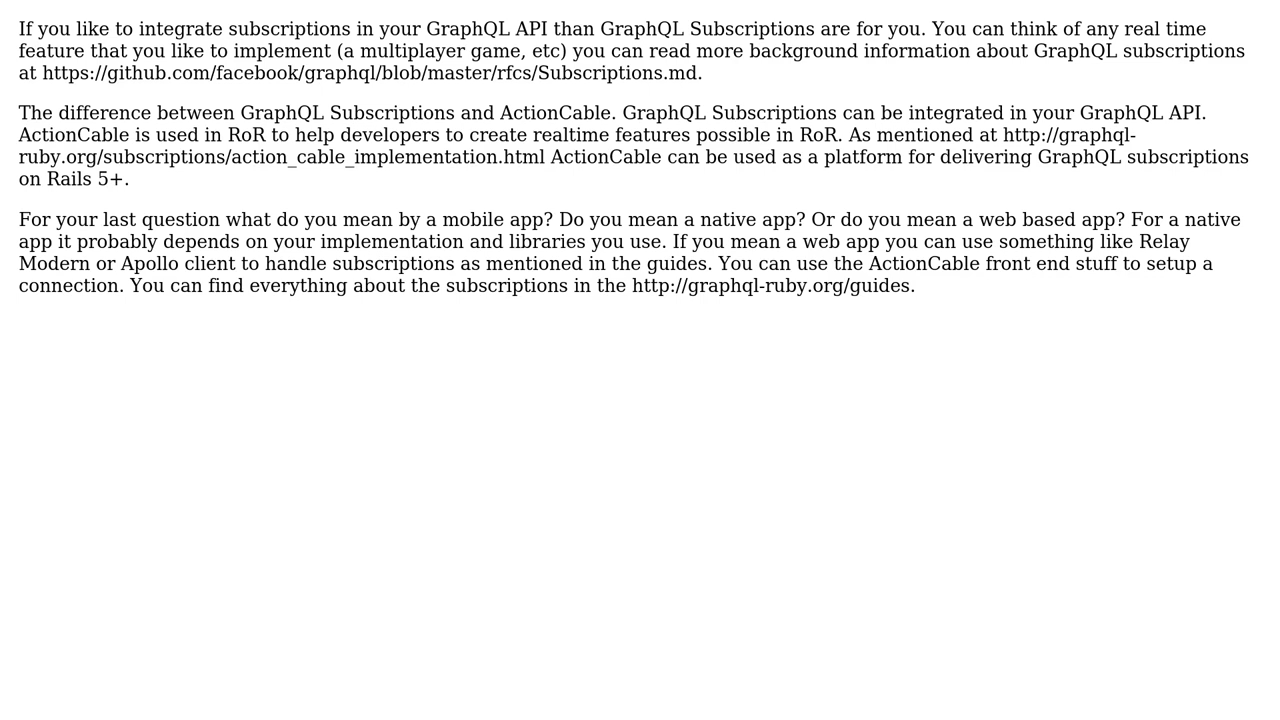 If you like to integrate subscriptions in your GraphQL API than GraphQL Subscriptions are for you. You can think of any real time
feature that you like to implement (a multiplayer game, etc) you can read more background information about GraphQL subscriptions
at https://github.com/facebook/graphql/blob/master/rfcs/Subscriptions.md.
The difference between GraphQL Subscriptions and ActionCable. GraphQL Subscriptions can be integrated in your GraphQL API.
ActionCable is used in RoR to help developers to create realtime features possible in RoR. As mentioned at http://graphql-
ruby.org/subscriptions/action_cable_implementation.html ActionCable can be used as a platform for delivering GraphQL subscriptions
on Rails 5+.
For your last question what do you mean by a mobile app? Do you mean a native app? Or do you mean a web based app? For a native
app it probably depends on your implementation and libraries you use. If you mean a web app you can use something like Relay
Modern or Apollo client to handle subscriptions as mentioned in the guides. You can use the ActionCable front end stuff to setup a
connection. You can find everything about the subscriptions in the http://graphql-ruby.org/guides.